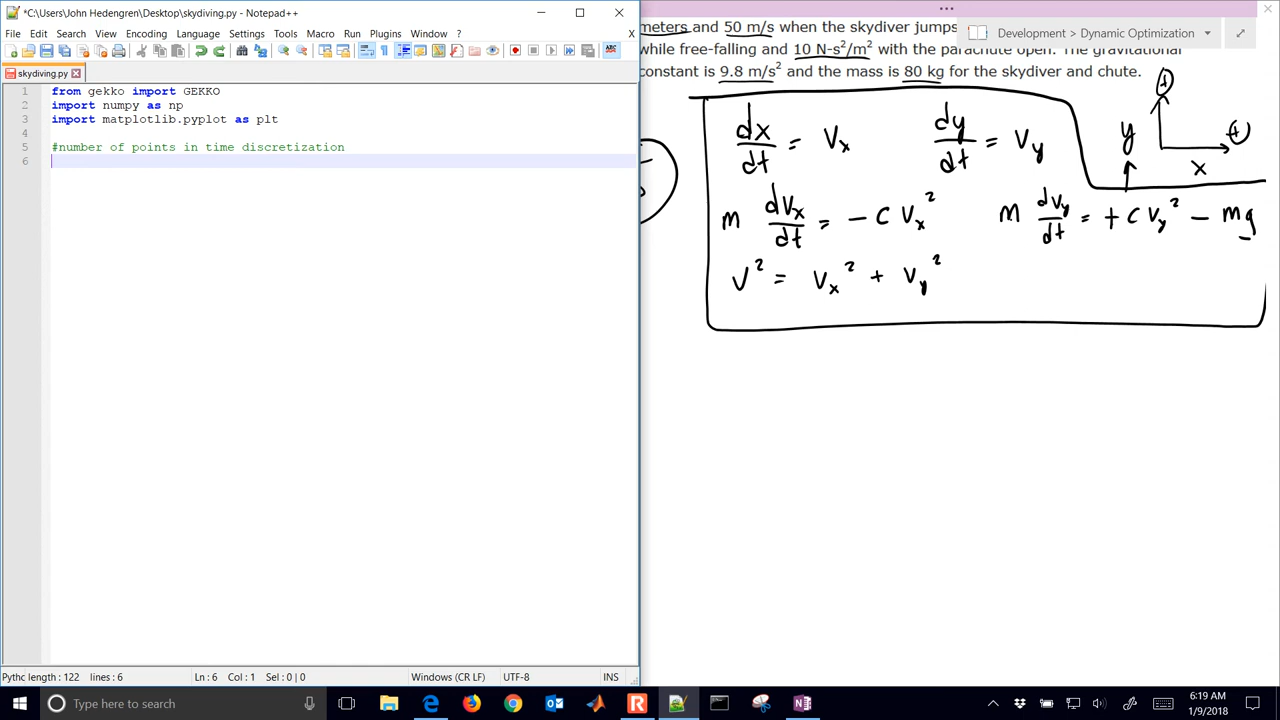 *C:\Users\John Hedengren\Desktop\skydiving.py - Notepad++
File Edit Search View Encoding Language Settings Tools Macro Run Plugins Window ?
X
skydiving.py
1 from gekko import GEKKO
2 import numpy as np
3 import matplotlib.pyplot as plt
4
5 #number of points in time discretization
6
Pythc length : 122 lines : 6 Ln : 6 Col : 1 Sel : 0 | 0 Windows (CR LF) UTF-8 INS
meters and 50 m/s when the skydiver jumps
Development > Dynamic Optimization
while free-falling and 10 N-s²/m² with the parachute open. The gravitational
constant is 9.8 m/s² and the mass is 80 kg for the skydiver and chute.
dx/dt = Vx dy/dt = Vy
y + x +
m dVx/dt = - C Vx² m dVy/dt = + C Vy² - mg
V² = Vx² + Vy²
Type here to search
6:19 AM
1/9/2018